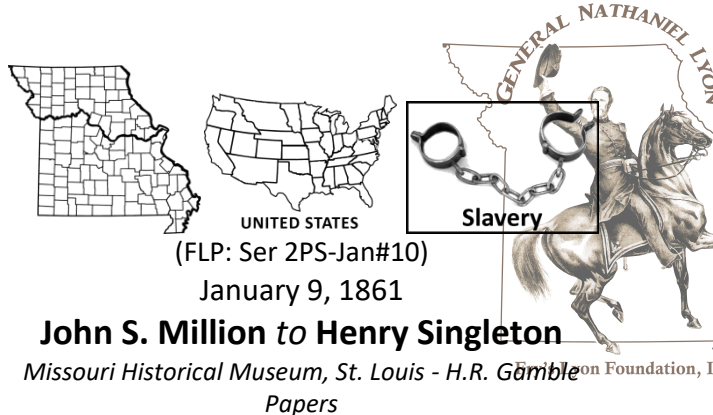 GENERAL NATHANIEL LYON
UNITED STATES
Slavery
(FLP: Ser 2PS-Jan#10)
January 9, 1861
John S. Million to Henry Singleton
Missouri Historical Museum, St. Louis - H.R. Gamble
Lyon Foundation, I
Papers